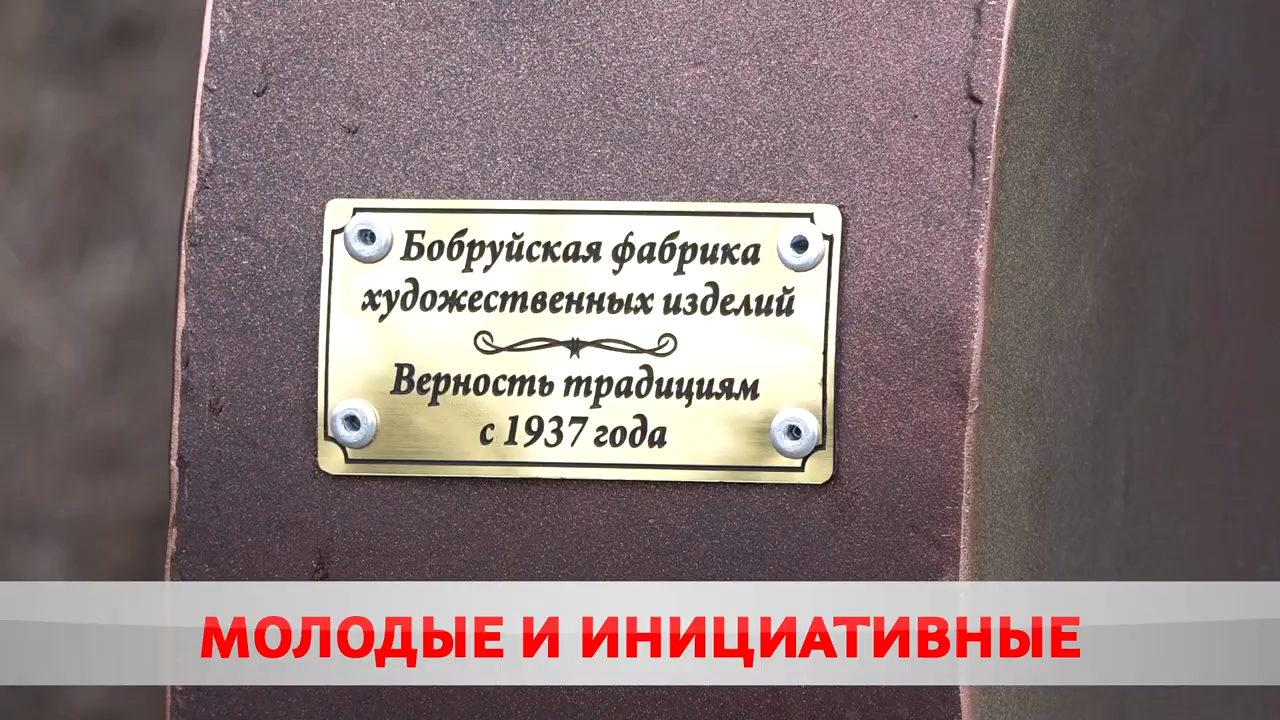 Бобруйская фабрика
художественных изделий
Верность традициям
с 1937 года
МОЛОДЫЕ И ИНИЦИАТИВНЫЕ